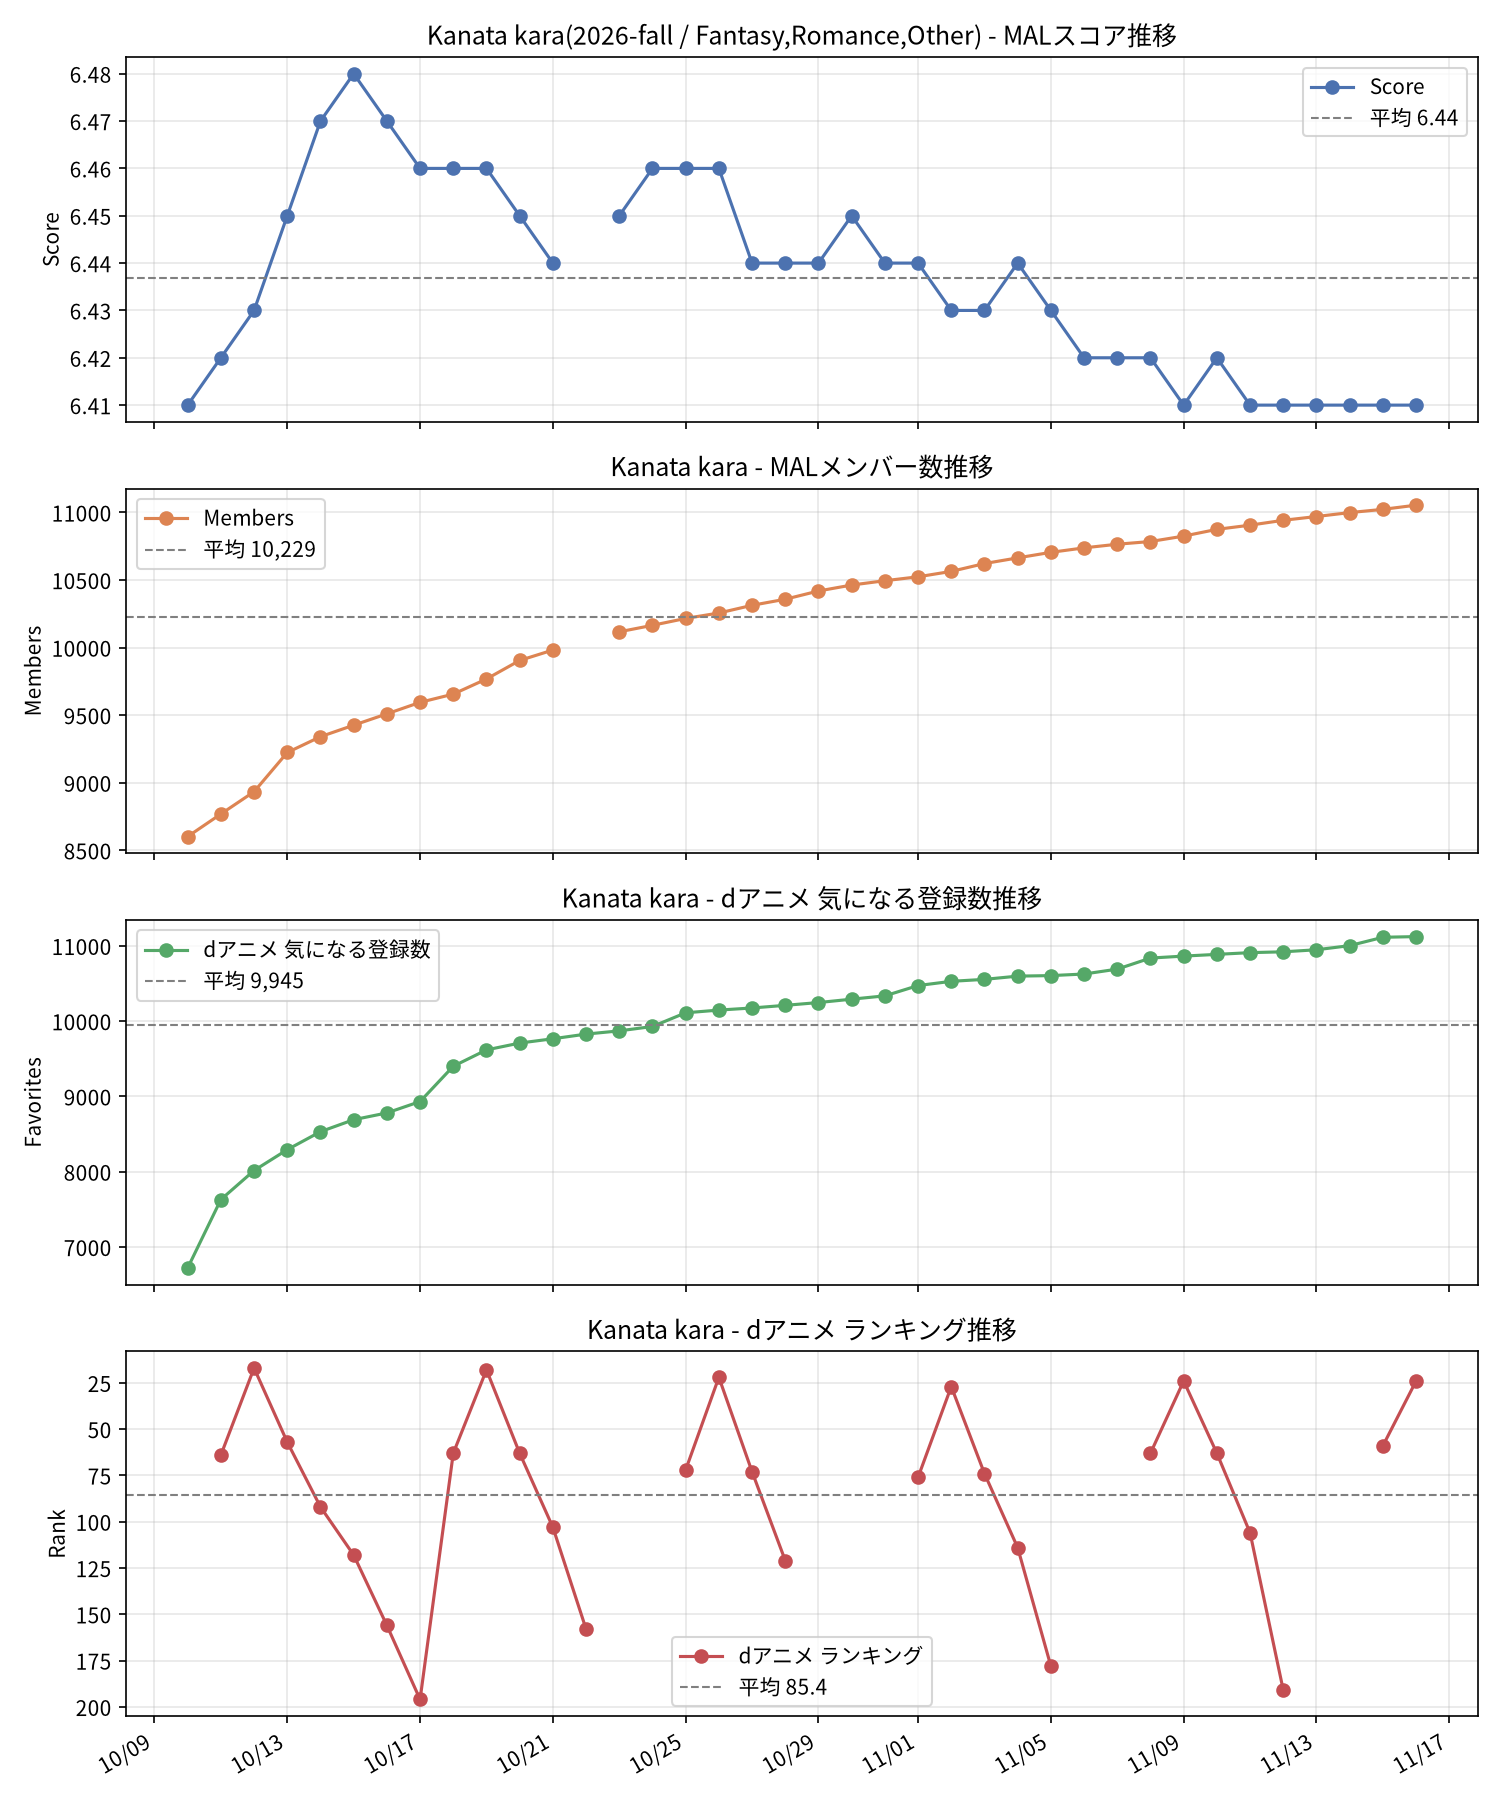 Kanata kara(2026-fall / Fantasy,Romance,Other) - MALスコア推移
Score
6.48
6.47
6.46
6.45
6.44
6.43
6.42
6.41
Score
平均 6.44
Kanata kara - MALメンバー数推移
Members
11000
10500
10000
9500
9000
8500
Members
平均 10,229
Kanata kara - dアニメ 気になる登録数推移
Favorites
11000
10000
9000
8000
7000
dアニメ 気になる登録数
平均 9,945
Kanata kara - dアニメ ランキング推移
Rank
25
50
75
100
125
150
175
200
dアニメ ランキング
平均 85.4
10/09
10/13
10/17
10/21
10/25
10/29
11/01
11/05
11/09
11/13
11/17